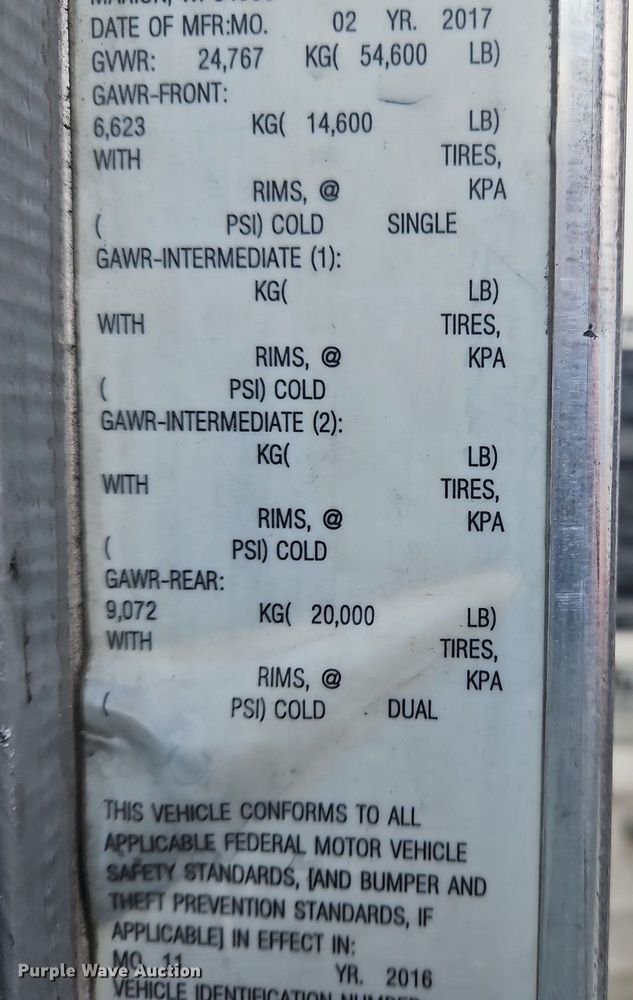 DATE OF MFR:MO. 02 YR. 2017
GVWR: 24,767 KG( 54,600 LB)
GAWR-FRONT:
6,623 KG( 14,600 LB)
WITH TIRES,
RIMS, @ KPA
( PSI) COLD SINGLE
GAWR-INTERMEDIATE (1):
KG( LB)
WITH TIRES,
RIMS, @ KPA
( PSI) COLD
GAWR-INTERMEDIATE (2):
KG( LB)
WITH TIRES,
RIMS, @ KPA
( PSI) COLD
GAWR-REAR:
9,072 KG( 20,000 LB)
WITH TIRES,
RIMS, @ KPA
( PSI) COLD DUAL
THIS VEHICLE CONFORMS TO ALL
APPLICABLE FEDERAL MOTOR VEHICLE
SAFETY STANDARDS, [AND BUMPER AND
THEFT PREVENTION STANDARDS, IF
APPLICABLE] IN EFFECT IN:
MO. 11 YR. 2016
VEHICLE IDENTIFICATION NUMBER
Purple Wave Auction